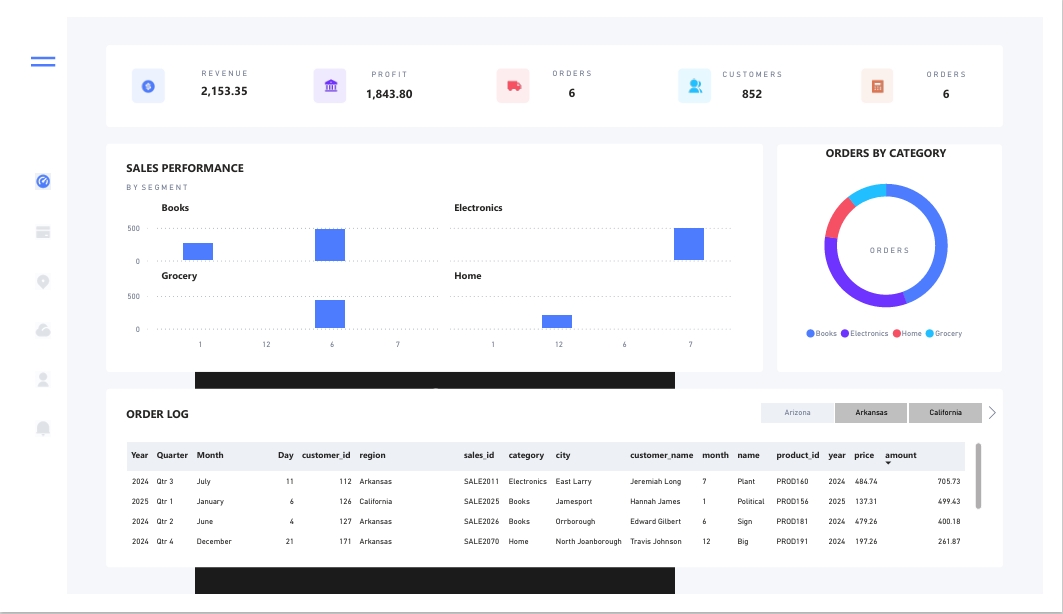 REVENUE
2,153.35
PROFIT
1,843.80
ORDERS
6
CUSTOMERS
852
ORDERS
6
SALES PERFORMANCE
BY SEGMENT
Books
Electronics
500
0
Grocery
Home
500
0
1 12 6 7 1 12 6 7
ORDERS BY CATEGORY
ORDERS
Books Electronics Home Grocery
ORDER LOG
Arizona Arkansas California
Year Quarter Month Day customer_id region sales_id category city customer_name month name product_id year price amount
2024 Qtr 3 July 11 112 Arkansas SALE2011 Electronics East Larry Jeremiah Long 7 Plant PROD160 2024 484.74 705.73
2025 Qtr 1 January 6 126 California SALE2025 Books Jamesport Hannah James 1 Political PROD156 2025 137.31 499.43
2024 Qtr 2 June 4 127 Arkansas SALE2026 Books Orrborough Edward Gilbert 6 Sign PROD181 2024 479.26 400.18
2024 Qtr 4 December 21 171 Arkansas SALE2070 Home North Joanborough Travis Johnson 12 Big PROD191 2024 197.26 261.87